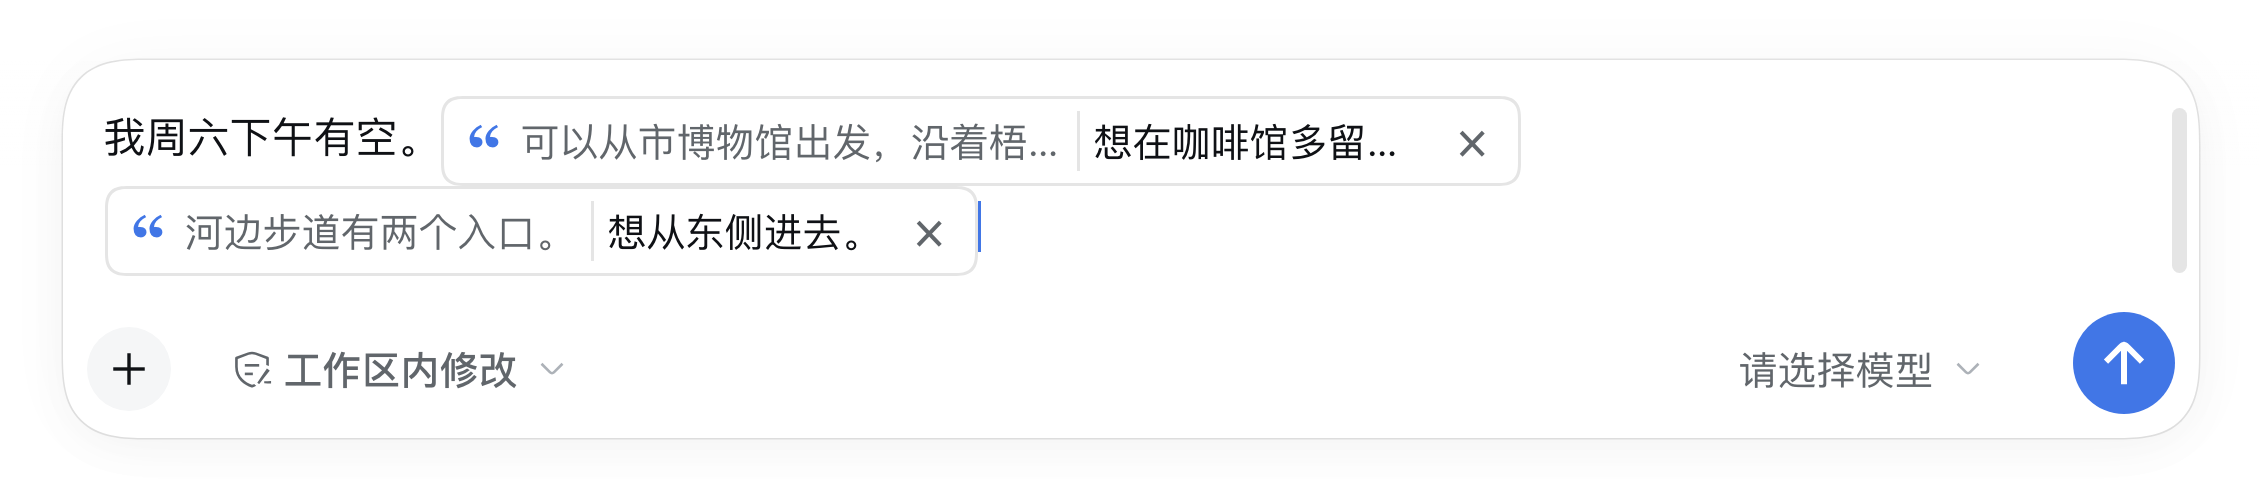 我周六下午有空。 “ 可以从市博物馆出发，沿着梧... 想在咖啡馆多留... ×
“ 河边步道有两个入口。 想从东侧进去。 ×
+ 工作区内修改 请选择模型